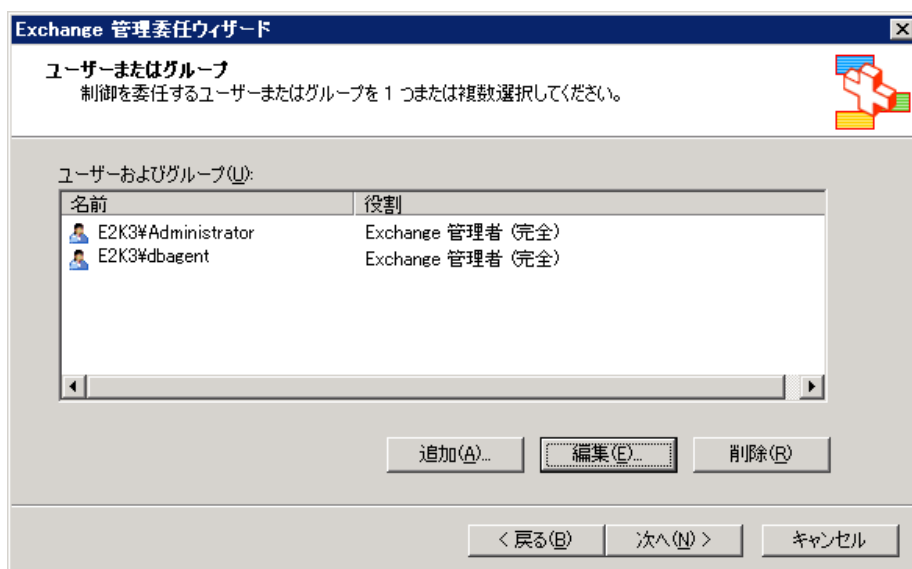 Exchange 管理委任ウィザード
ユーザーまたはグループ
制御を委任するユーザーまたはグループを 1 つまたは複数選択してください。
ユーザーおよびグループ(U):
名前 役割
E2K3¥Administrator Exchange 管理者 (完全)
E2K3¥dbagent Exchange 管理者 (完全)
追加(A)... 編集(E)... 削除(R)
< 戻る(B) 次へ(N) > キャンセル